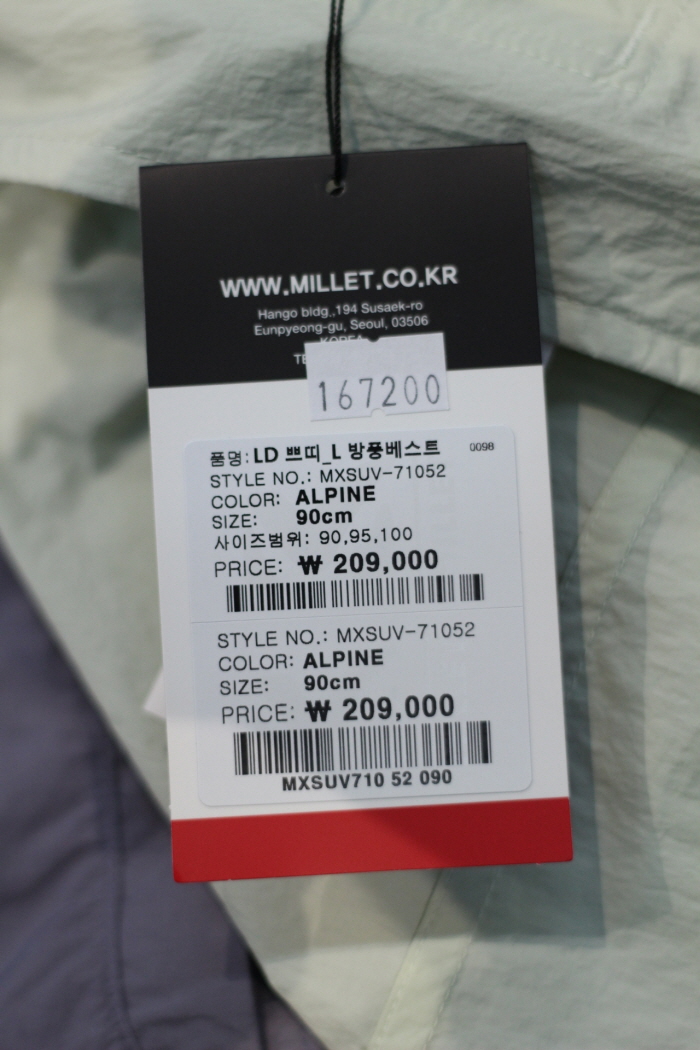 WWW.MILLET.CO.KR
Hango bldg.,194 Susaek-ro
Eunpyeong-gu, Seoul, 03506
KOREA
167200
품명: LD 쁘띠_L 방풍베스트 0098
STYLE NO.: MXSUV-71052
COLOR: ALPINE
SIZE: 90cm
사이즈범위: 90,95,100
PRICE: ₩ 209,000
STYLE NO.: MXSUV-71052
COLOR: ALPINE
SIZE: 90cm
PRICE: ₩ 209,000
MXSUV710 52 090